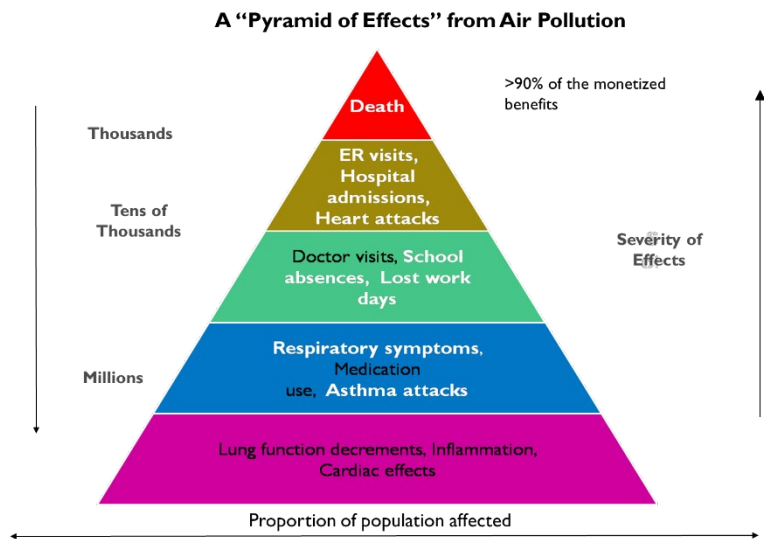 A “Pyramid of Effects” from Air Pollution
>90% of the monetized
benefits
Death
Thousands
ER visits,
Hospital
admissions,
Heart attacks
Tens of
Thousands
Severity of
Effects
Doctor visits, School
absences, Lost work
days
Respiratory symptoms,
Medication
use, Asthma attacks
Millions
Lung function decrements, Inflammation,
Cardiac effects
Proportion of population affected